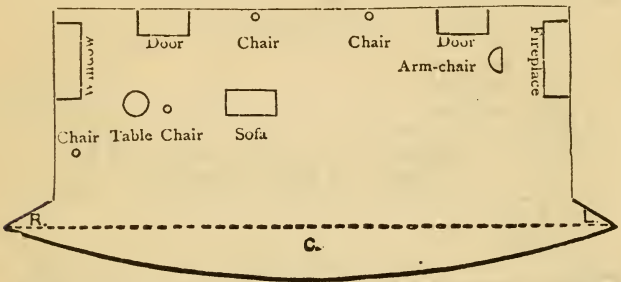 Door Chair Chair Door
Window
Fireplace
Arm-chair
Chair Table Chair Sofa
R. L.
C.